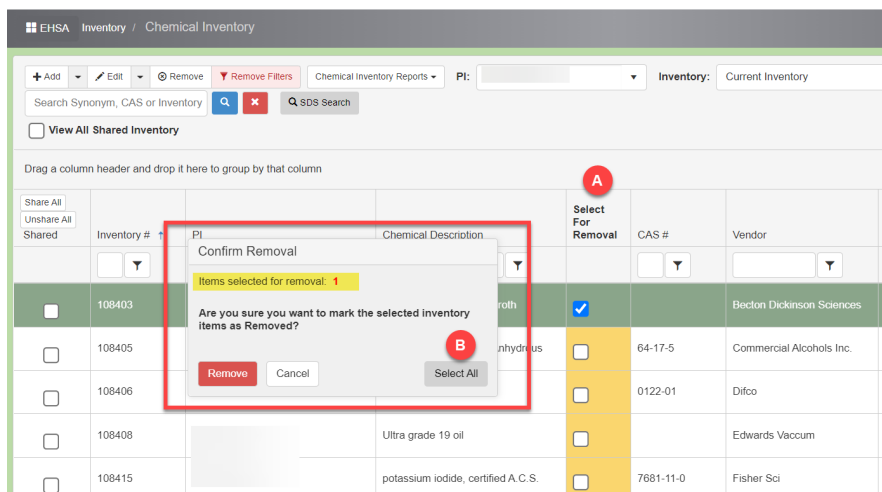 EHSA Inventory / Chemical Inventory
Add Edit Remove Remove Filters Chemical Inventory Reports PI: Inventory: Current Inventory
Search Synonym, CAS or Inventory SDS Search
View All Shared Inventory
Drag a column header and drop it here to group by that column
A
Share All
Unshare All
Shared
Inventory # ↑
PI
Chemical Description
Select
For
Removal
CAS #
Vendor
Confirm Removal
Items selected for removal: 1
Are you sure you want to mark the selected inventory
items as Removed?
B
Remove Cancel Select All
108403 Becton Dickinson Sciences
108405 64-17-5 Commercial Alcohols Inc.
108406 0122-01 Difco
108408 Ultra grade 19 oil Edwards Vaccum
108415 potassium iodide, certified A.C.S. 7681-11-0 Fisher Sci